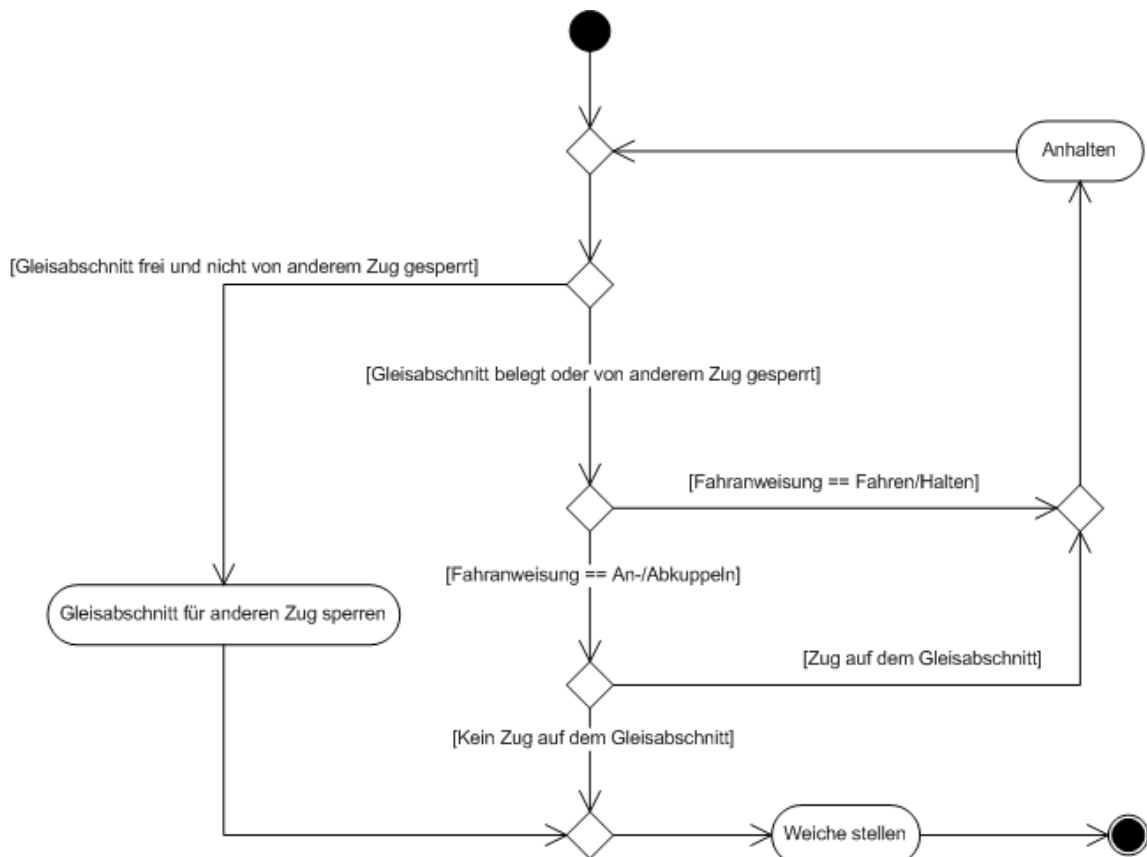 Anhalten
[Gleisabschnitt frei und nicht von anderem Zug gesperrt]
[Gleisabschnitt belegt oder von anderem Zug gesperrt]
[Fahranweisung == Fahren/Halten]
[Fahranweisung == An-/Abkuppeln]
Gleisabschnitt für anderen Zug sperren
[Zug auf dem Gleisabschnitt]
[Kein Zug auf dem Gleisabschnitt]
Weiche stellen